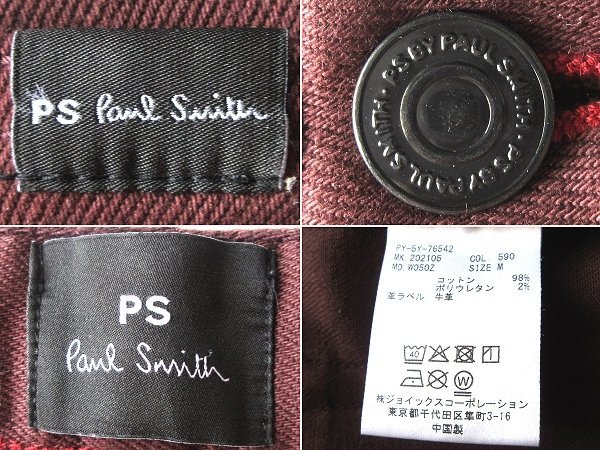 PS Paul Smith
PS BY PAUL SMITH · PS BY PAUL SMITH ·
PS
Paul Smith
PY-5Y-76542
MK 202105 COL. 590
MD W050Z SIZE M
コットン 98%
ポリウレタン 2%
革ラベル 牛革
40
W
㈱ジョイックスコーポレーション
東京都千代田区隼町3-16
中国製